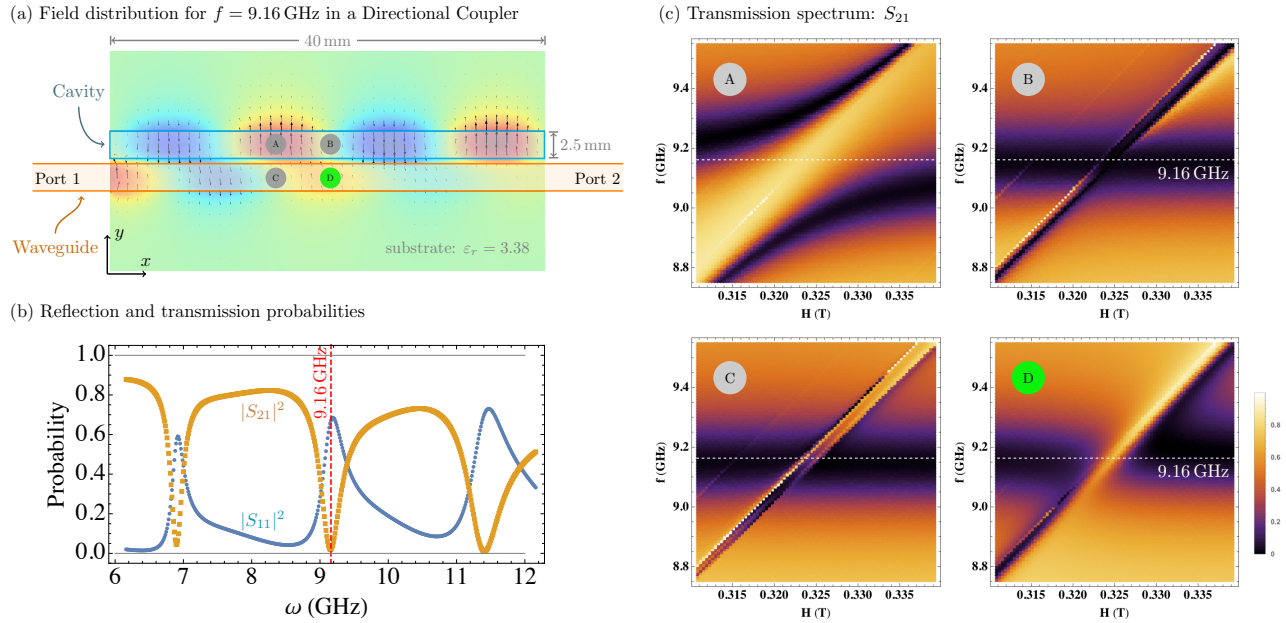 (a) Field distribution for f = 9.16 GHz in a Directional Coupler
40 mm
Cavity
A
B
2.5 mm
C
D
Port 1
Port 2
Waveguide
y
x
substrate: εr = 3.38
(b) Reflection and transmission probabilities
1.0
0.8
0.6
0.4
0.2
0.0
Probability
9.16 GHz
|S21|²
|S11|²
6
7
8
9
10
11
12
ω (GHz)
(c) Transmission spectrum: S21
A
9.4
9.2
9.0
8.8
f (GHz)
0.315
0.320
0.325
0.330
0.335
H (T)
B
9.4
9.2
9.0
8.8
f (GHz)
9.16 GHz
0.315
0.320
0.325
0.330
0.335
H (T)
C
9.4
9.2
9.0
8.8
f (GHz)
0.315
0.320
0.325
0.330
0.335
H (T)
D
9.4
9.2
9.0
8.8
f (GHz)
9.16 GHz
0.315
0.320
0.325
0.330
0.335
H (T)
0.8
0.6
0.4
0.2
0